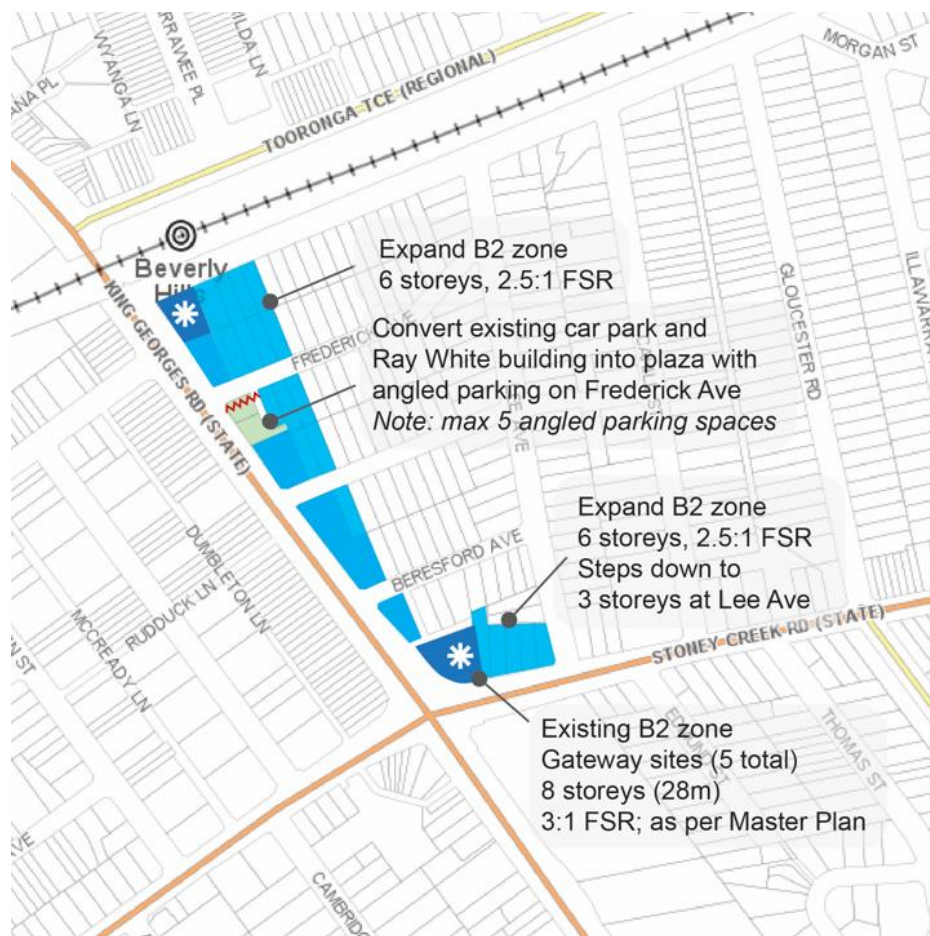 MORGAN ST
WYANGA LN
TOORONGA TCE (REGIONAL)
Beverly
Hills
Expand B2 zone
6 storeys, 2.5:1 FSR
KING GEORGES RD (STATE)
GLOUCESTER RD
Convert existing car park and
Ray White building into plaza with
angled parking on Frederick Ave
Note: max 5 angled parking spaces
DUMBLETON LN
Expand B2 zone
6 storeys, 2.5:1 FSR
Steps down to
3 storeys at Lee Ave
BERESFORD AVE
RUDDUCK LN
MCCREADY LN
STONEY CREEK RD (STATE)
Existing B2 zone
Gateway sites (5 total)
8 storeys (28m)
3:1 FSR; as per Master Plan
THOMAS ST